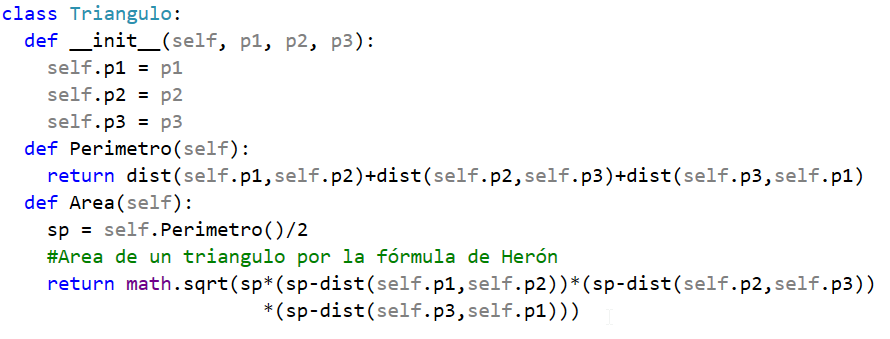 class Triangulo:
  def __init__(self, p1, p2, p3):
    self.p1 = p1
    self.p2 = p2
    self.p3 = p3
  def Perimetro(self):
    return dist(self.p1,self.p2)+dist(self.p2,self.p3)+dist(self.p3,self.p1)
  def Area(self):
    sp = self.Perimetro()/2
    #Area de un triangulo por la fórmula de Herón
    return math.sqrt(sp*(sp-dist(self.p1,self.p2))*(sp-dist(self.p2,self.p3))
                       *(sp-dist(self.p3,self.p1)))